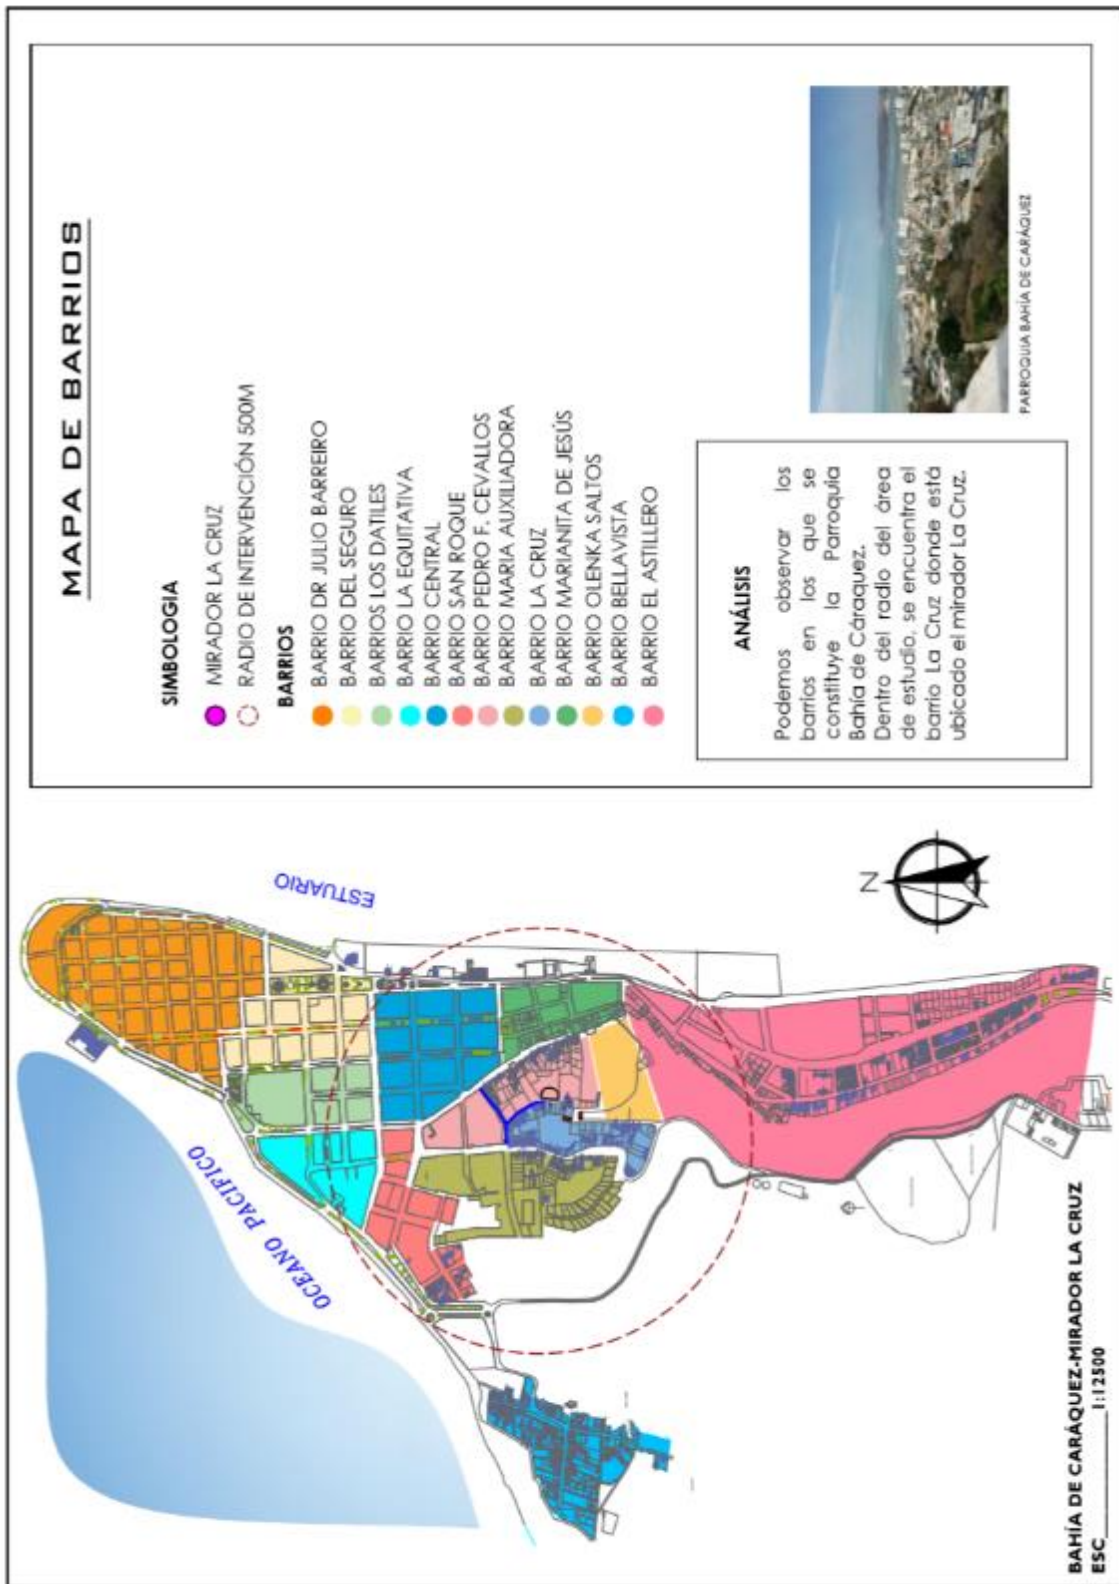 MAPA DE BARRIOS
SIMBOLOGIA
MIRADOR LA CRUZ
RADIO DE INTERVENCIÓN 500M
BARRIOS
BARRIO DR JULIO BARREIRO
BARRIO DEL SEGURO
BARRIOS LOS DATILES
BARRIO LA EQUITATIVA
BARRIO CENTRAL
BARRIO SAN ROQUE
BARRIO PEDRO F. CEVALLOS
BARRIO MARIA AUXILIADORA
BARRIO LA CRUZ
BARRIO MARIANITA DE JESÚS
BARRIO OLENKA SALTOS
BARRIO BELLAVISTA
BARRIO EL ASTILLERO
ANÁLISIS
Podemos observar los
barrios en los que se
constituye la Parroquia
Bahía de Cáraquez.
Dentro del radio del área
de estudio, se encuentra el
barrio La Cruz donde está
ubicado el mirador La Cruz.
PARROQUIA BAHÍA DE CARÁQUEZ
ESTUARIO
OCEANO PACIFICO
N
D
BAHÍA DE CARÁQUEZ-MIRADOR LA CRUZ
ESC________1:12500